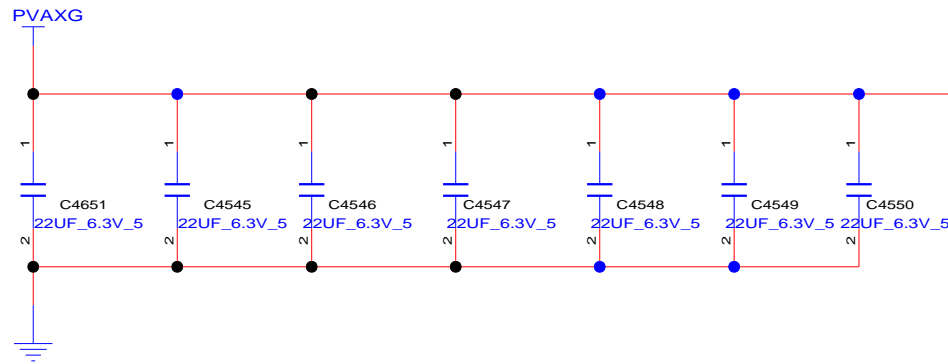 PVAXG
1 1 1 1 1 1 1
C4651 C4545 C4546 C4547 C4548 C4549 C4550
22UF_6.3V_5 22UF_6.3V_5 22UF_6.3V_5 22UF_6.3V_5 22UF_6.3V_5 22UF_6.3V_5 22UF_6.3V_5
2 2 2 2 2 2 2